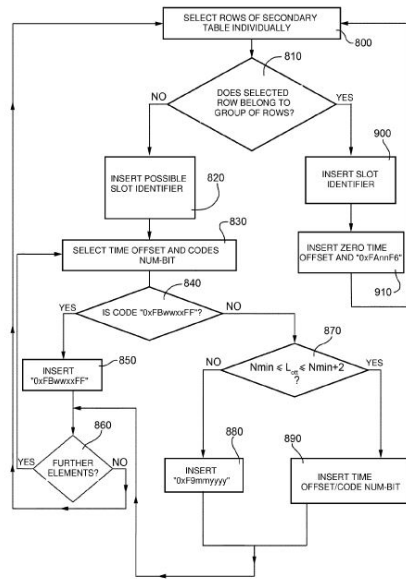 SELECT ROWS OF SECONDARY
TABLE INDIVIDUALLY
800
810
DOES SELECTED
ROW BELONG TO
GROUP OF ROWS?
NO
YES
INSERT POSSIBLE
SLOT IDENTIFIER
820
900
INSERT SLOT
IDENTIFIER
830
SELECT TIME OFFSET AND CODES
NUM-BIT
INSERT ZERO TIME
OFFSET AND "0xFAnnF6"
910
840
IS CODE "0xFBwwxxFF"?
YES
NO
850
INSERT
"0xFBwwxxFF"
870
Nmin ≤ Loff ≤ Nmin+2
?
NO
YES
860
FURTHER
ELEMENTS?
YES
NO
880
INSERT
"0xF9mmyyyy"
890
INSERT TIME
OFFSET/CODE NUM-BIT